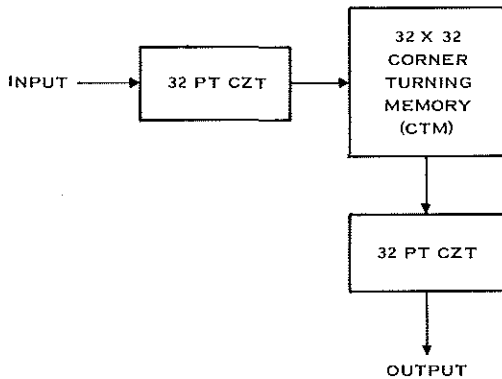 INPUT
32 PT CZT
32 X 32
CORNER
TURNING
MEMORY
(CTM)
32 PT CZT
OUTPUT